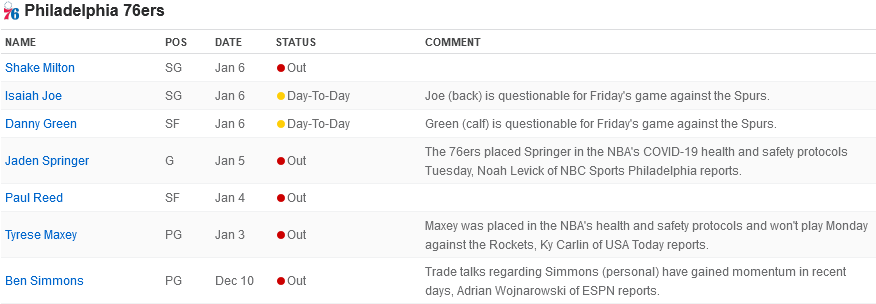 76 Philadelphia 76ers
NAME POS DATE STATUS COMMENT
Shake Milton SG Jan 6 Out
Isaiah Joe SG Jan 6 Day-To-Day Joe (back) is questionable for Friday's game against the Spurs.
Danny Green SF Jan 6 Day-To-Day Green (calf) is questionable for Friday's game against the Spurs.
Jaden Springer G Jan 5 Out The 76ers placed Springer in the NBA's COVID-19 health and safety protocols
Tuesday, Noah Levick of NBC Sports Philadelphia reports.
Paul Reed SF Jan 4 Out
Tyrese Maxey PG Jan 3 Out Maxey was placed in the NBA's health and safety protocols and won't play Monday
against the Rockets, Ky Carlin of USA Today reports.
Ben Simmons PG Dec 10 Out Trade talks regarding Simmons (personal) have gained momentum in recent
days, Adrian Wojnarowski of ESPN reports.